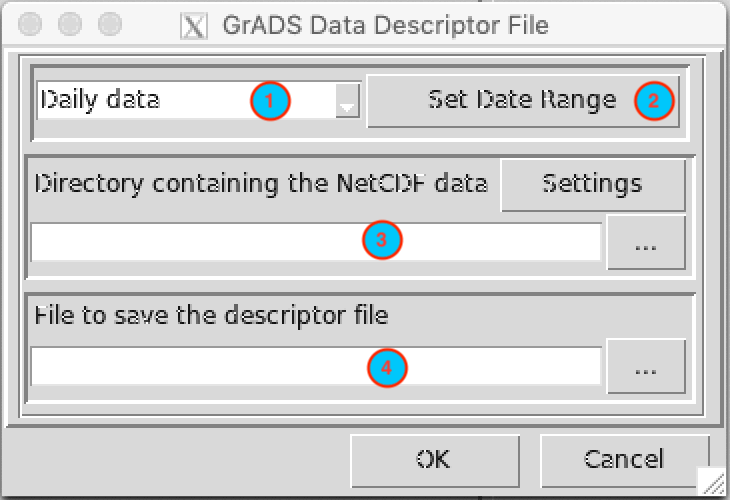 GrADS Data Descriptor File
Daily data 1 Set Date Range 2
Directory containing the NetCDF data Settings
3 ...
File to save the descriptor file
4 ...
OK Cancel